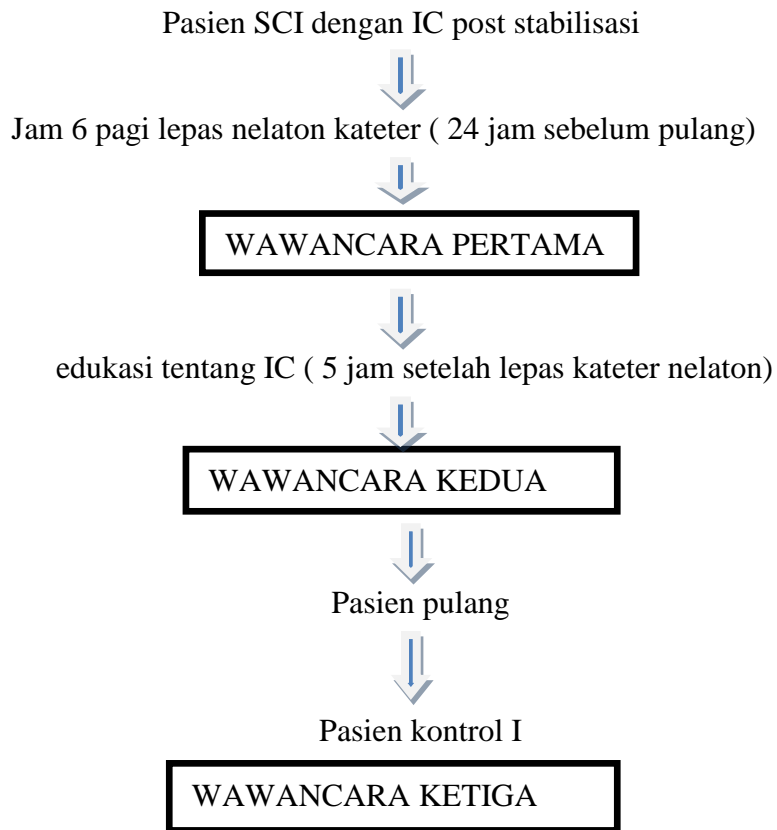 Pasien SCI dengan IC post stabilisasi
Jam 6 pagi lepas nelaton kateter ( 24 jam sebelum pulang)
WAWANCARA PERTAMA
edukasi tentang IC ( 5 jam setelah lepas kateter nelaton)
WAWANCARA KEDUA
Pasien pulang
Pasien kontrol I
WAWANCARA KETIGA